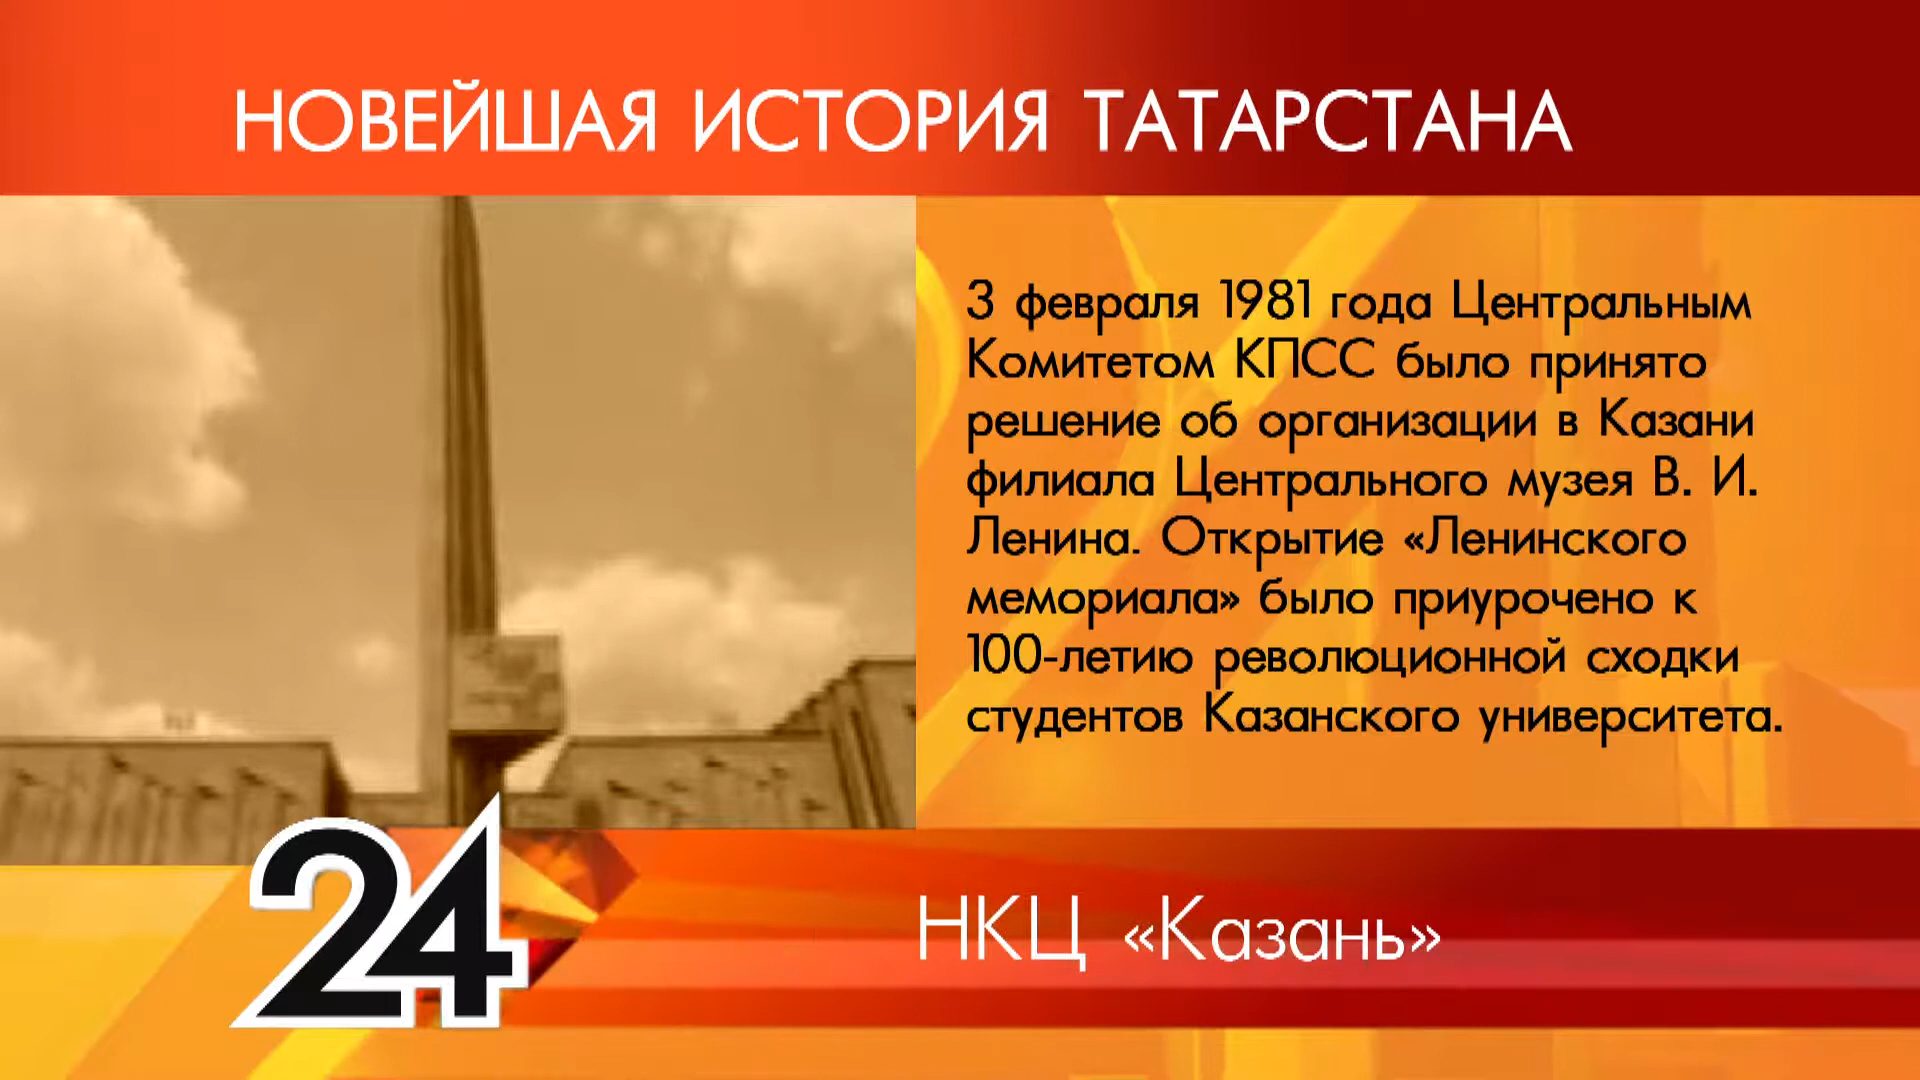 НОВЕЙШАЯ ИСТОРИЯ ТАТАРСТАНА
3 февраля 1981 года Центральным
Комитетом КПСС было принято
решение об организации в Казани
филиала Центрального музея В. И.
Ленина. Открытие «Ленинского
мемориала» было приурочено к
100-летию революционной сходки
студентов Казанского университета.
24
НКЦ «Казань»